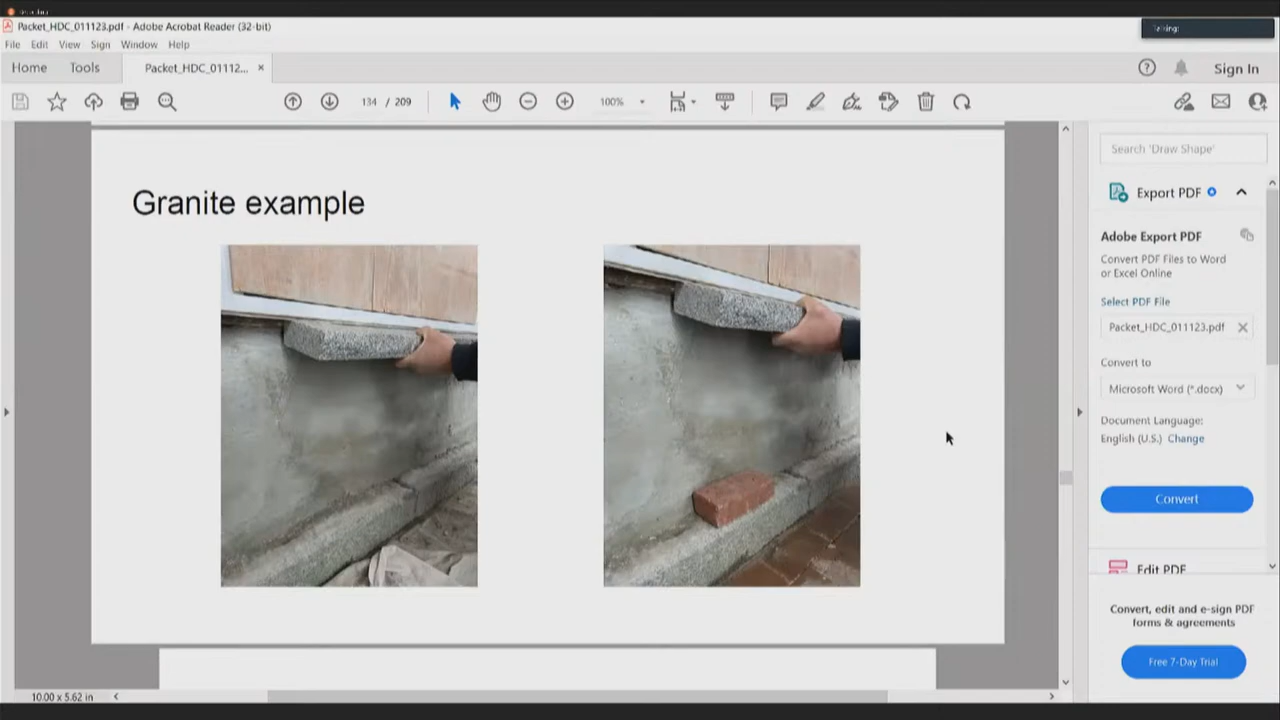 Packet_HDC_011123.pdf - Adobe Acrobat Reader (32-bit)
File Edit View Sign Window Help
Home Tools Packet_HDC_01112... ×
Sign In
134 / 209
100%
Granite example
Search 'Draw Shape'
Export PDF
Adobe Export PDF
Convert PDF Files to Word
or Excel Online
Select PDF File
Packet_HDC_011123.pdf
Convert to
Microsoft Word (*.docx)
Document Language:
English (U.S.) Change
Convert
Edit PDF
Convert, edit and e-sign PDF
forms & agreements
Free 7-Day Trial
10.00 x 5.62 in